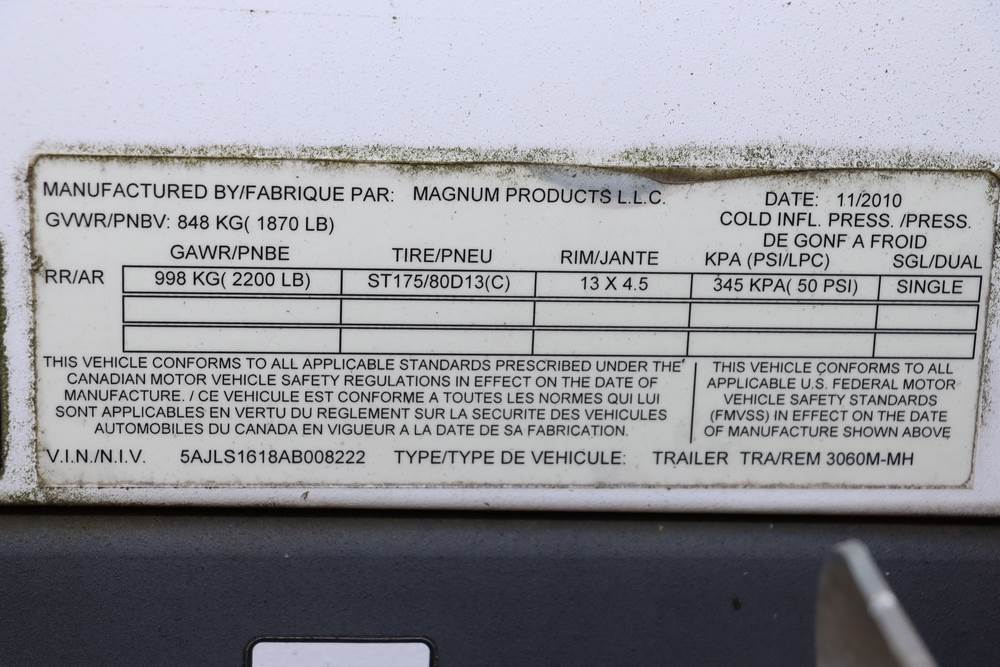 MANUFACTURED BY/FABRIQUE PAR: MAGNUM PRODUCTS L.L.C. DATE: 11/2010
GVWR/PNBV: 848 KG( 1870 LB) COLD INFL. PRESS. /PRESS.
DE GONF A FROID
GAWR/PNBE TIRE/PNEU RIM/JANTE KPA (PSI/LPC) SGL/DUAL
RR/AR 998 KG( 2200 LB) ST175/80D13(C) 13 X 4.5 345 KPA( 50 PSI) SINGLE
THIS VEHICLE CONFORMS TO ALL APPLICABLE STANDARDS PRESCRIBED UNDER THE
CANADIAN MOTOR VEHICLE SAFETY REGULATIONS IN EFFECT ON THE DATE OF
MANUFACTURE. / CE VEHICULE EST CONFORME A TOUTES LES NORMES QUI LUI
SONT APPLICABLES EN VERTU DU REGLEMENT SUR LA SECURITE DES VEHICULES
AUTOMOBILES DU CANADA EN VIGUEUR A LA DATE DE SA FABRICATION.
THIS VEHICLE CONFORMS TO ALL
APPLICABLE U.S. FEDERAL MOTOR
VEHICLE SAFETY STANDARDS
(FMVSS) IN EFFECT ON THE DATE
OF MANUFACTURE SHOWN ABOVE
V.I.N./N.I.V. 5AJLS1618AB008222 TYPE/TYPE DE VEHICULE: TRAILER TRA/REM 3060M-MH